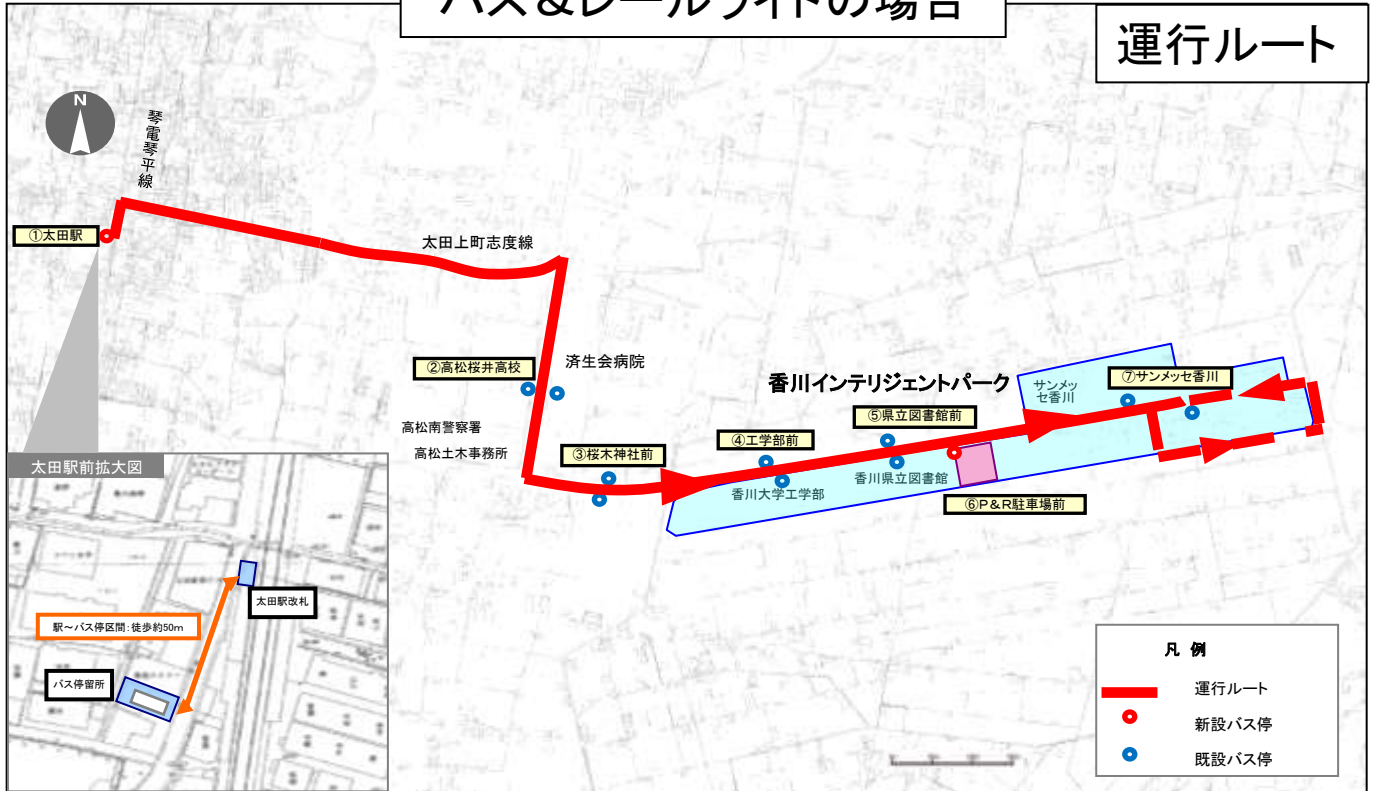 バス＆レールライドの場合
運行ルート
N
琴電琴平線
①太田駅
太田上町志度線
②高松桜井高校
済生会病院
香川インテリジェントパーク
サンメッ
セ香川
⑦サンメッセ香川
⑤県立図書館前
高松南警察署
高松土木事務所
③桜木神社前
④工学部前
香川大学工学部
香川県立図書館
⑥P＆R駐車場前
太田駅前拡大図
太田駅改札
駅～バス停区間：徒歩約50m
バス停留所
凡 例
運行ルート
新設バス停
既設バス停